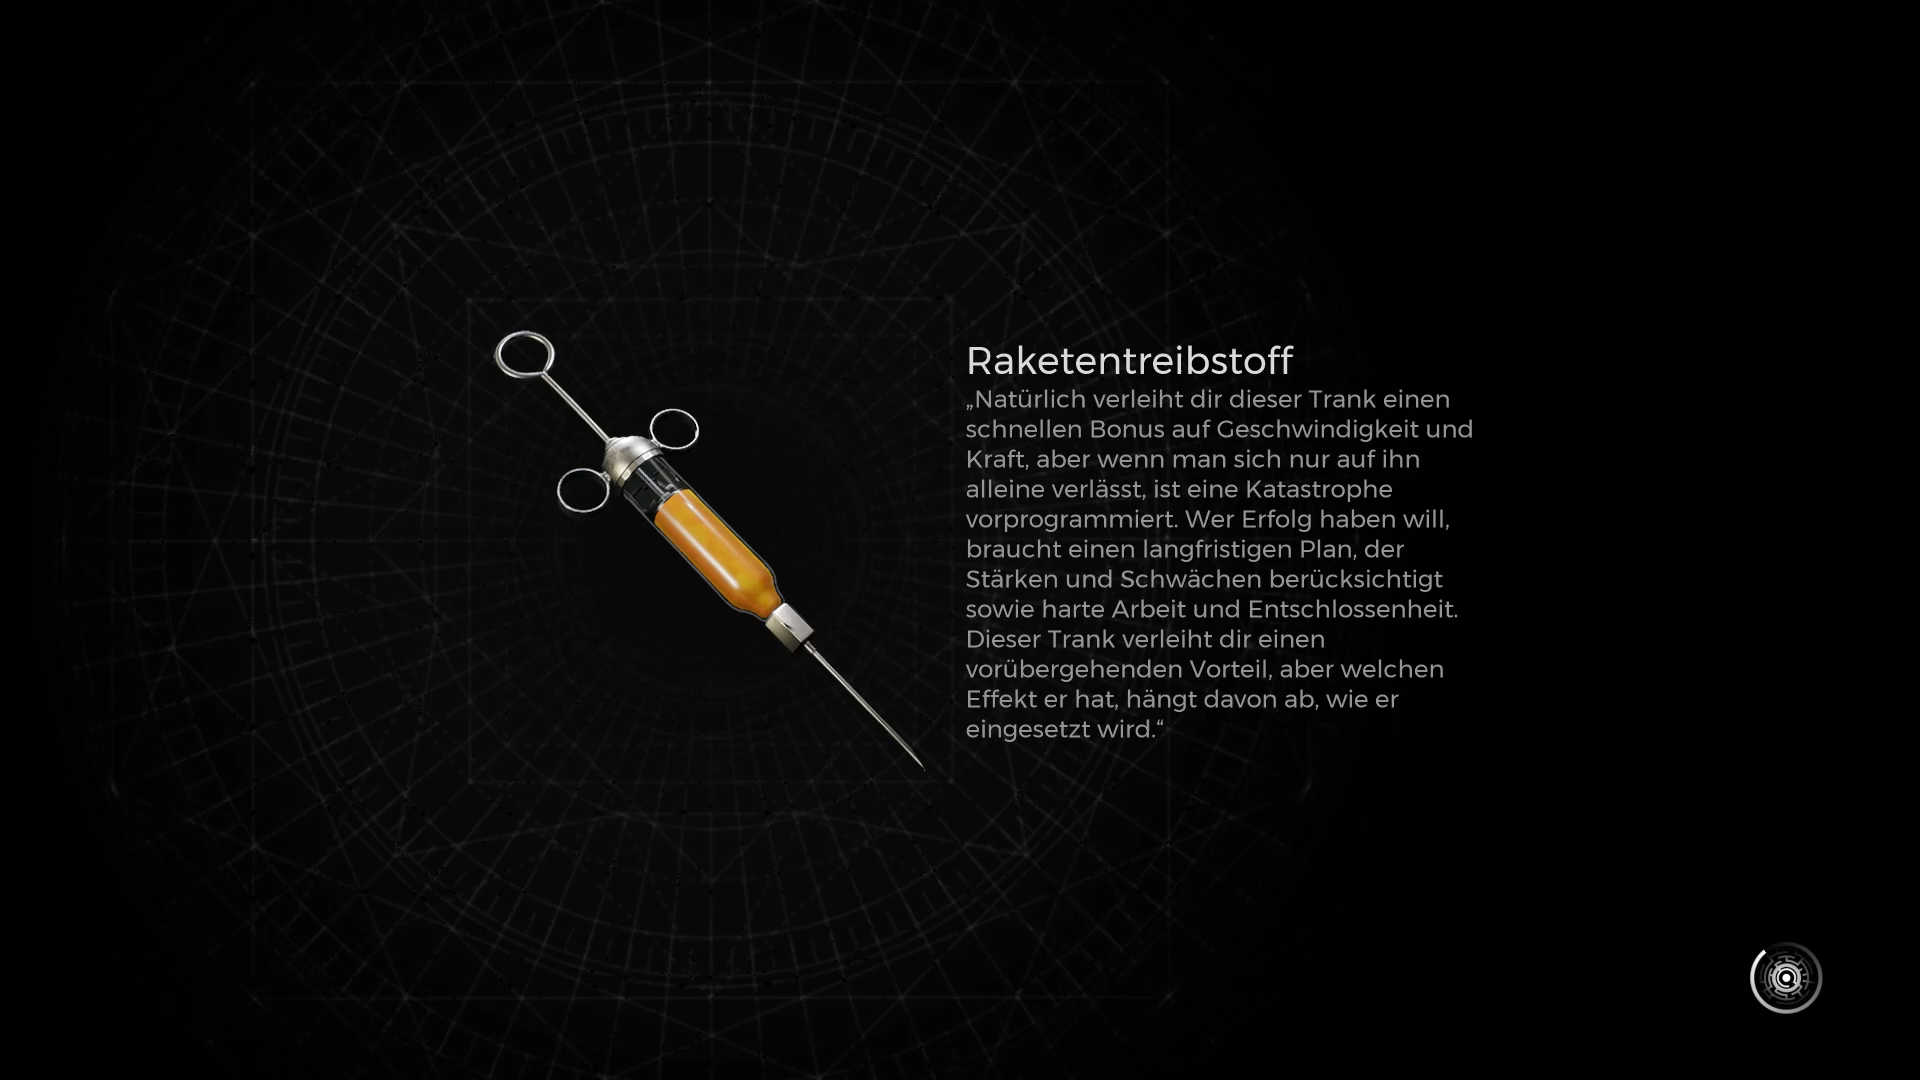 Raketentreibstoff
„Natürlich verleiht dir dieser Trank einen
schnellen Bonus auf Geschwindigkeit und
Kraft, aber wenn man sich nur auf ihn
alleine verlässt, ist eine Katastrophe
vorprogrammiert. Wer Erfolg haben will,
braucht einen langfristigen Plan, der
Stärken und Schwächen berücksichtigt
sowie harte Arbeit und Entschlossenheit.
Dieser Trank verleiht dir einen
vorübergehenden Vorteil, aber welchen
Effekt er hat, hängt davon ab, wie er
eingesetzt wird.“